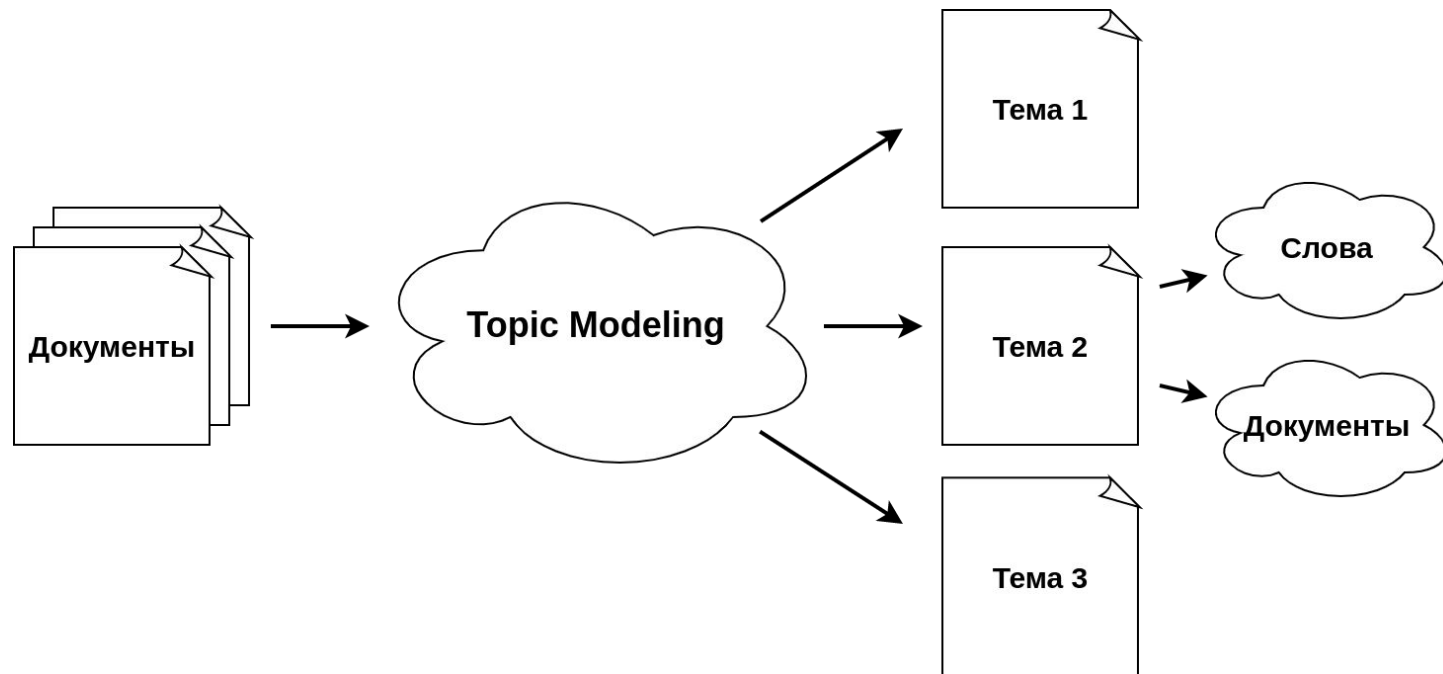 Документы
Topic Modeling
Тема 1
Тема 2
Тема 3
Слова
Документы